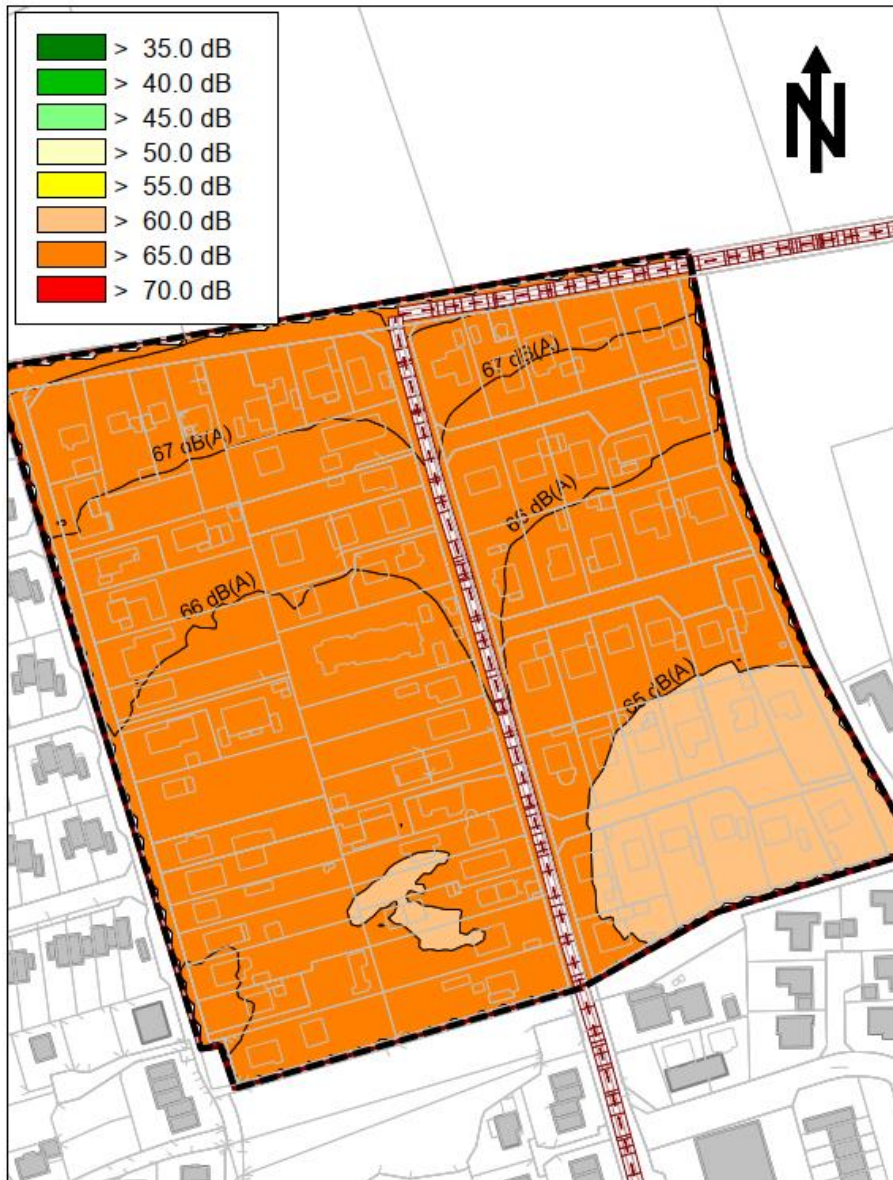 > 35.0 dB
> 40.0 dB
> 45.0 dB
> 50.0 dB
> 55.0 dB
> 60.0 dB
> 65.0 dB
> 70.0 dB
N
67 dB(A)
67 dB(A)
66 dB(A)
66 dB(A)
65 dB(A)